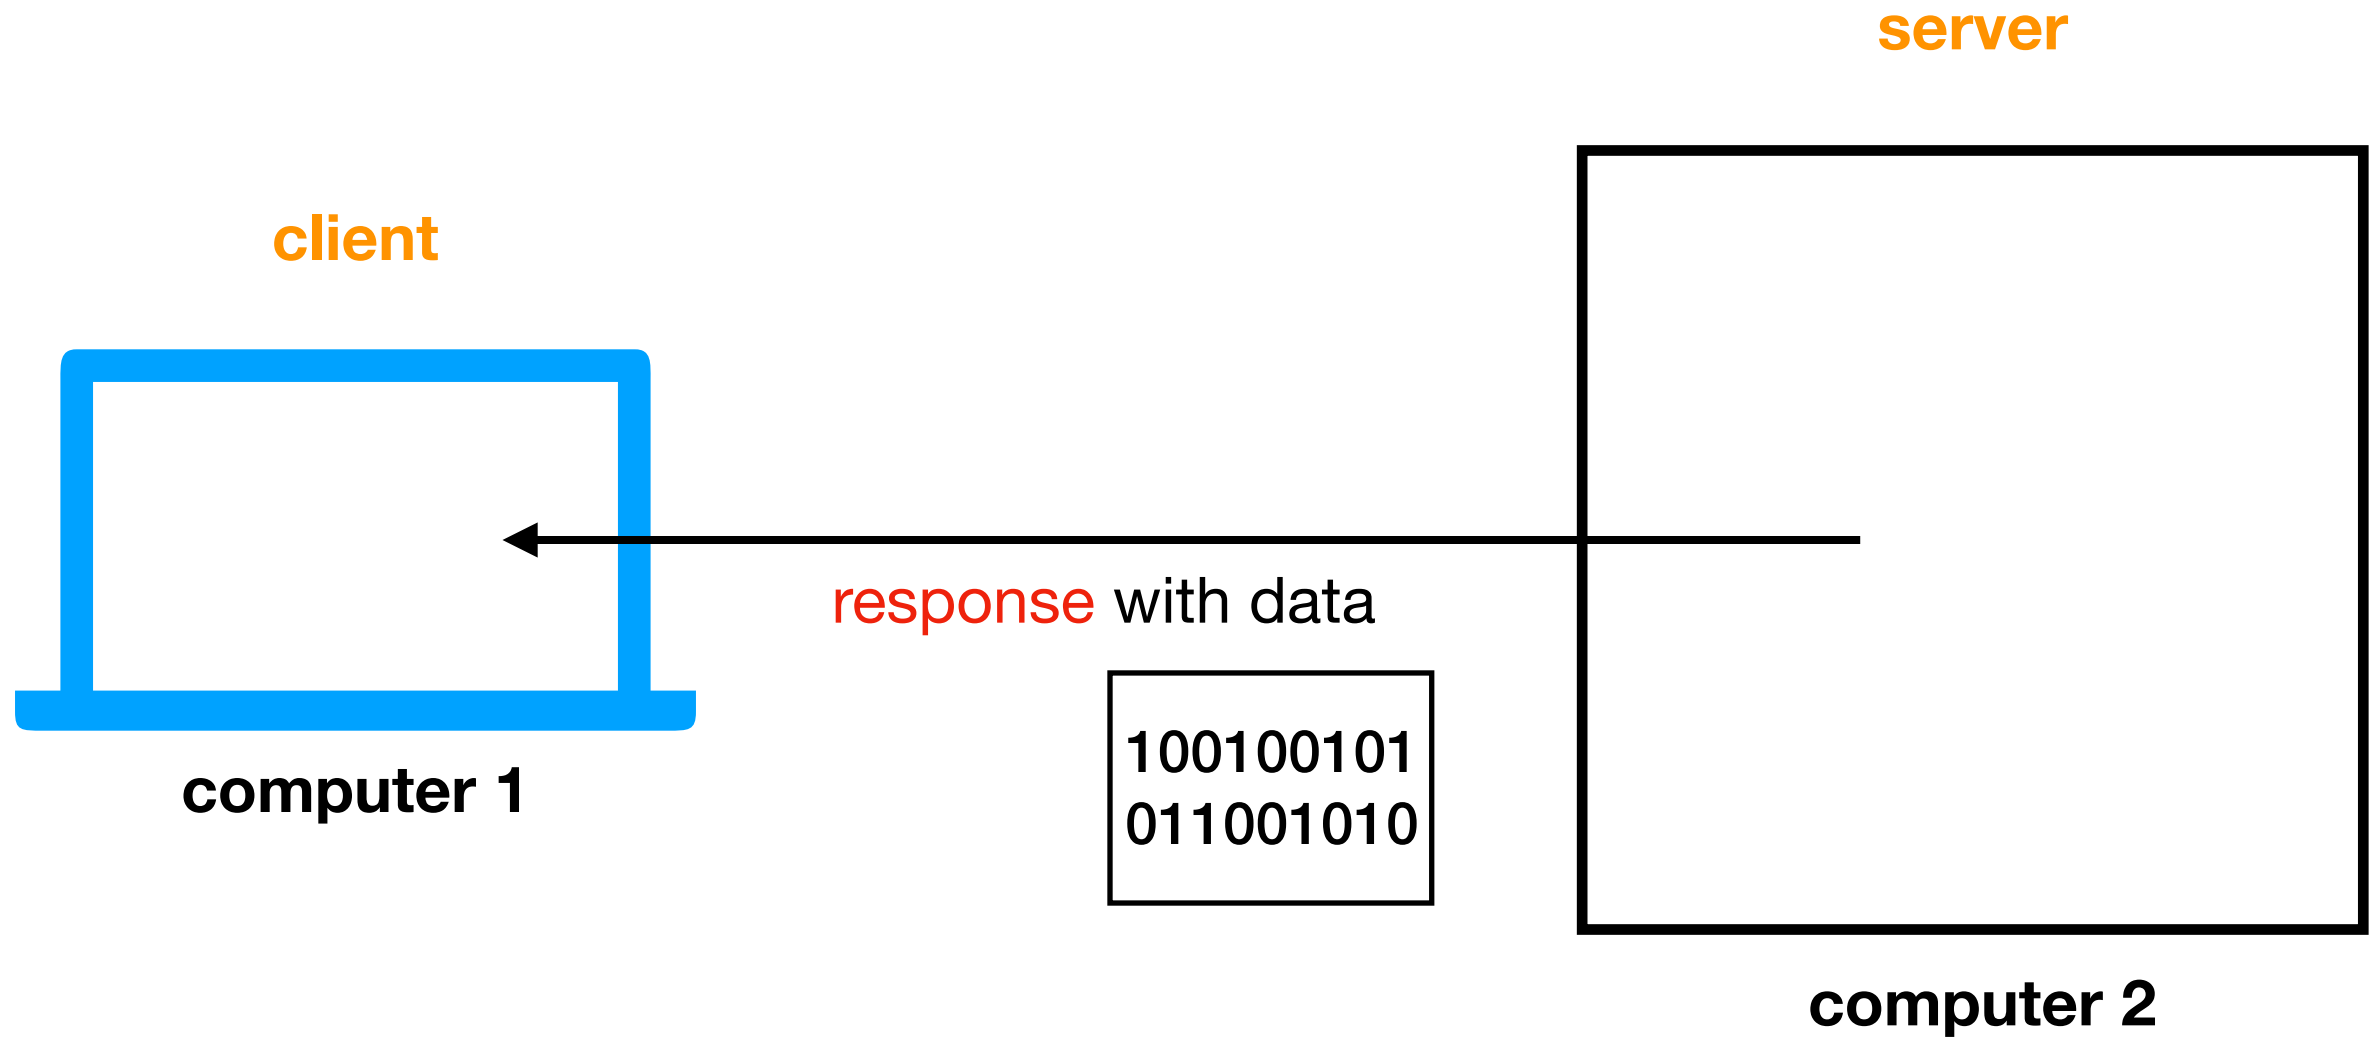 server
client
response with data
100100101
011001010
computer 1
computer 2